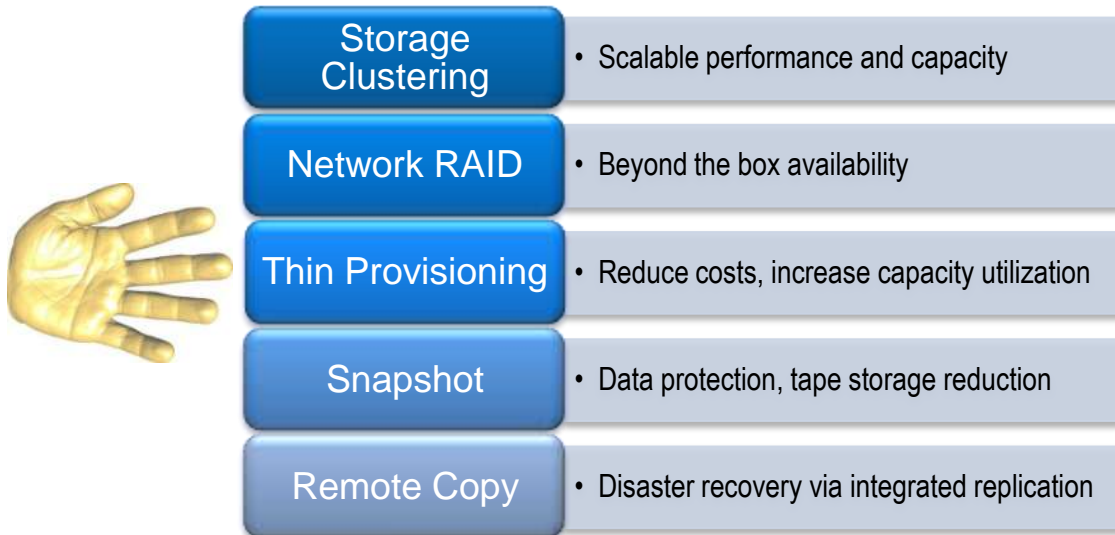 Storage
Clustering
• Scalable performance and capacity
Network RAID
• Beyond the box availability
Thin Provisioning
• Reduce costs, increase capacity utilization
Snapshot
• Data protection, tape storage reduction
Remote Copy
• Disaster recovery via integrated replication